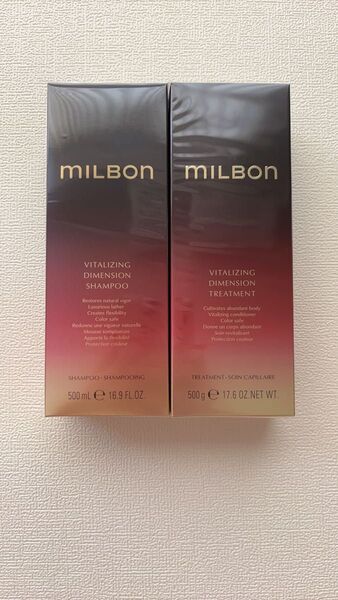 MILBON
VITALIZING
DIMENSION
SHAMPOO
Restores natural vigor
Luxurious lather
Creates flexibility
Color safe
Redonne une vigueur naturelle
Mousse somptueuse
Apporte la flexibilité
Protection couleur
SHAMPOO · SHAMPOOING
500 mL ℮ 16.9 FL.OZ.
MILBON
VITALIZING
DIMENSION
TREATMENT
Cultivates abundant body
Vitalizing conditioner
Color safe
Donne un corps abondant
Soin revitalisant
Protection couleur
TREATMENT · SOIN CAPILLAIRE
500 g ℮ 17.6 OZ.NET WT.